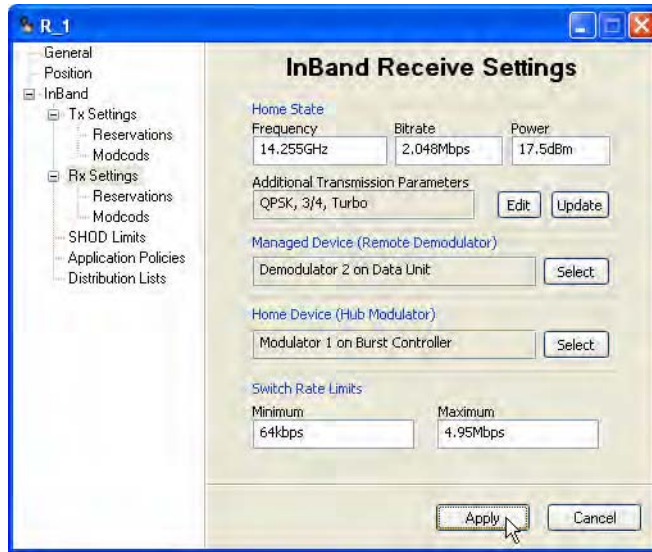 R_1
General
Position
InBand
Tx Settings
Reservations
Modcods
Rx Settings
Reservations
Modcods
SHOD Limits
Application Policies
Distribution Lists
InBand Receive Settings
Home State
Frequency Bitrate Power
14.255GHz 2.048Mbps 17.5dBm
Additional Transmission Parameters
QPSK, 3/4, Turbo Edit Update
Managed Device (Remote Demodulator)
Demodulator 2 on Data Unit Select
Home Device (Hub Modulator)
Modulator 1 on Burst Controller Select
Switch Rate Limits
Minimum Maximum
64kbps 4.95Mbps
Apply Cancel